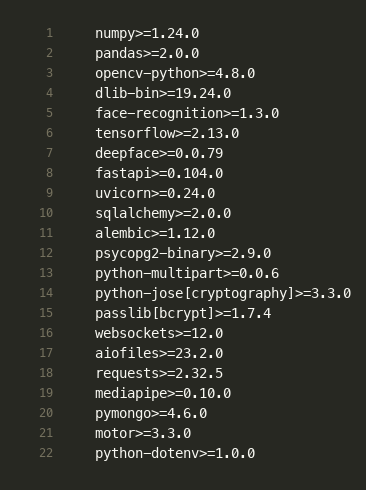 1 numpy>=1.24.0
2 pandas>=2.0.0
3 opencv-python>=4.8.0
4 dlib-bin>=19.24.0
5 face-recognition>=1.3.0
6 tensorflow>=2.13.0
7 deepface>=0.0.79
8 fastapi>=0.104.0
9 uvicorn>=0.24.0
10 sqlalchemy>=2.0.0
11 alembic>=1.12.0
12 psycopg2-binary>=2.9.0
13 python-multipart>=0.0.6
14 python-jose[cryptography]>=3.3.0
15 passlib[bcrypt]>=1.7.4
16 websockets>=12.0
17 aiofiles>=23.2.0
18 requests>=2.32.5
19 mediapipe>=0.10.0
20 pymongo>=4.6.0
21 motor>=3.3.0
22 python-dotenv>=1.0.0